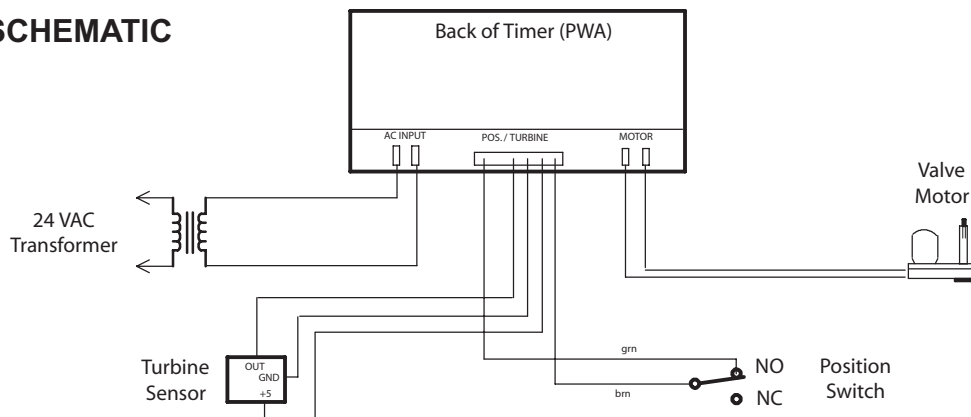 SCHEMATIC
Back of Timer (PWA)
AC INPUT
POS. / TURBINE
MOTOR
24 VAC
Transformer
Valve
Motor
Turbine
Sensor
OUT
GND
+5
grn
brn
NO
NC
Position
Switch